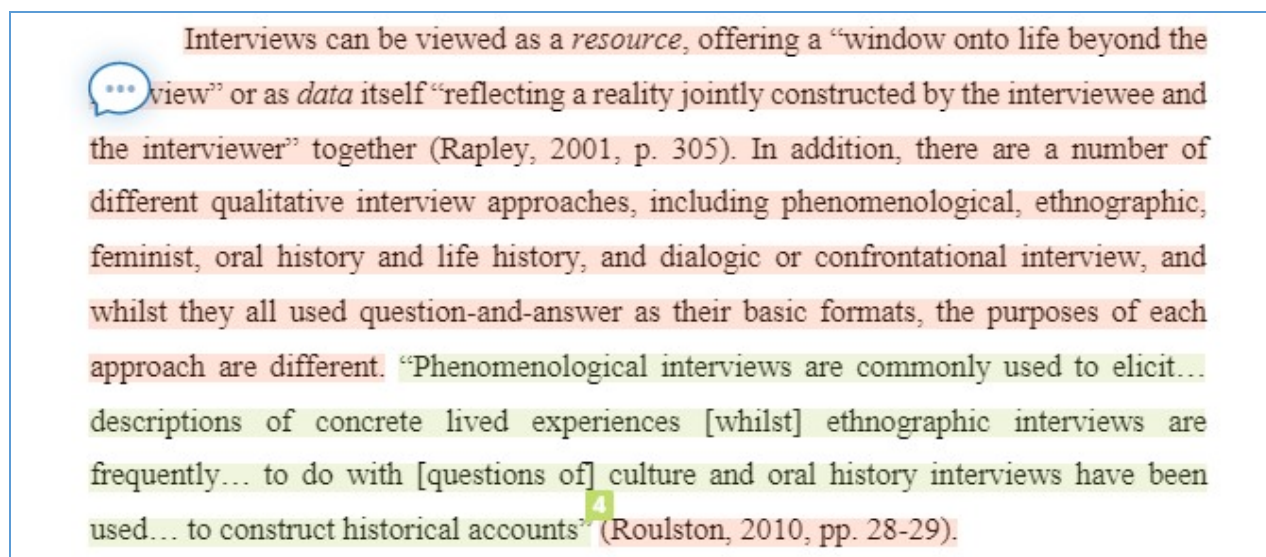 Interviews can be viewed as a resource, offering a “window onto life beyond the
view” or as data itself “reflecting a reality jointly constructed by the interviewee and
the interviewer” together (Rapley, 2001, p. 305). In addition, there are a number of
different qualitative interview approaches, including phenomenological, ethnographic,
feminist, oral history and life history, and dialogic or confrontational interview, and
whilst they all used question-and-answer as their basic formats, the purposes of each
approach are different. “Phenomenological interviews are commonly used to elicit…
descriptions of concrete lived experiences [whilst] ethnographic interviews are
frequently… to do with [questions of] culture and oral history interviews have been
4
used… to construct historical accounts” (Roulston, 2010, pp. 28-29).